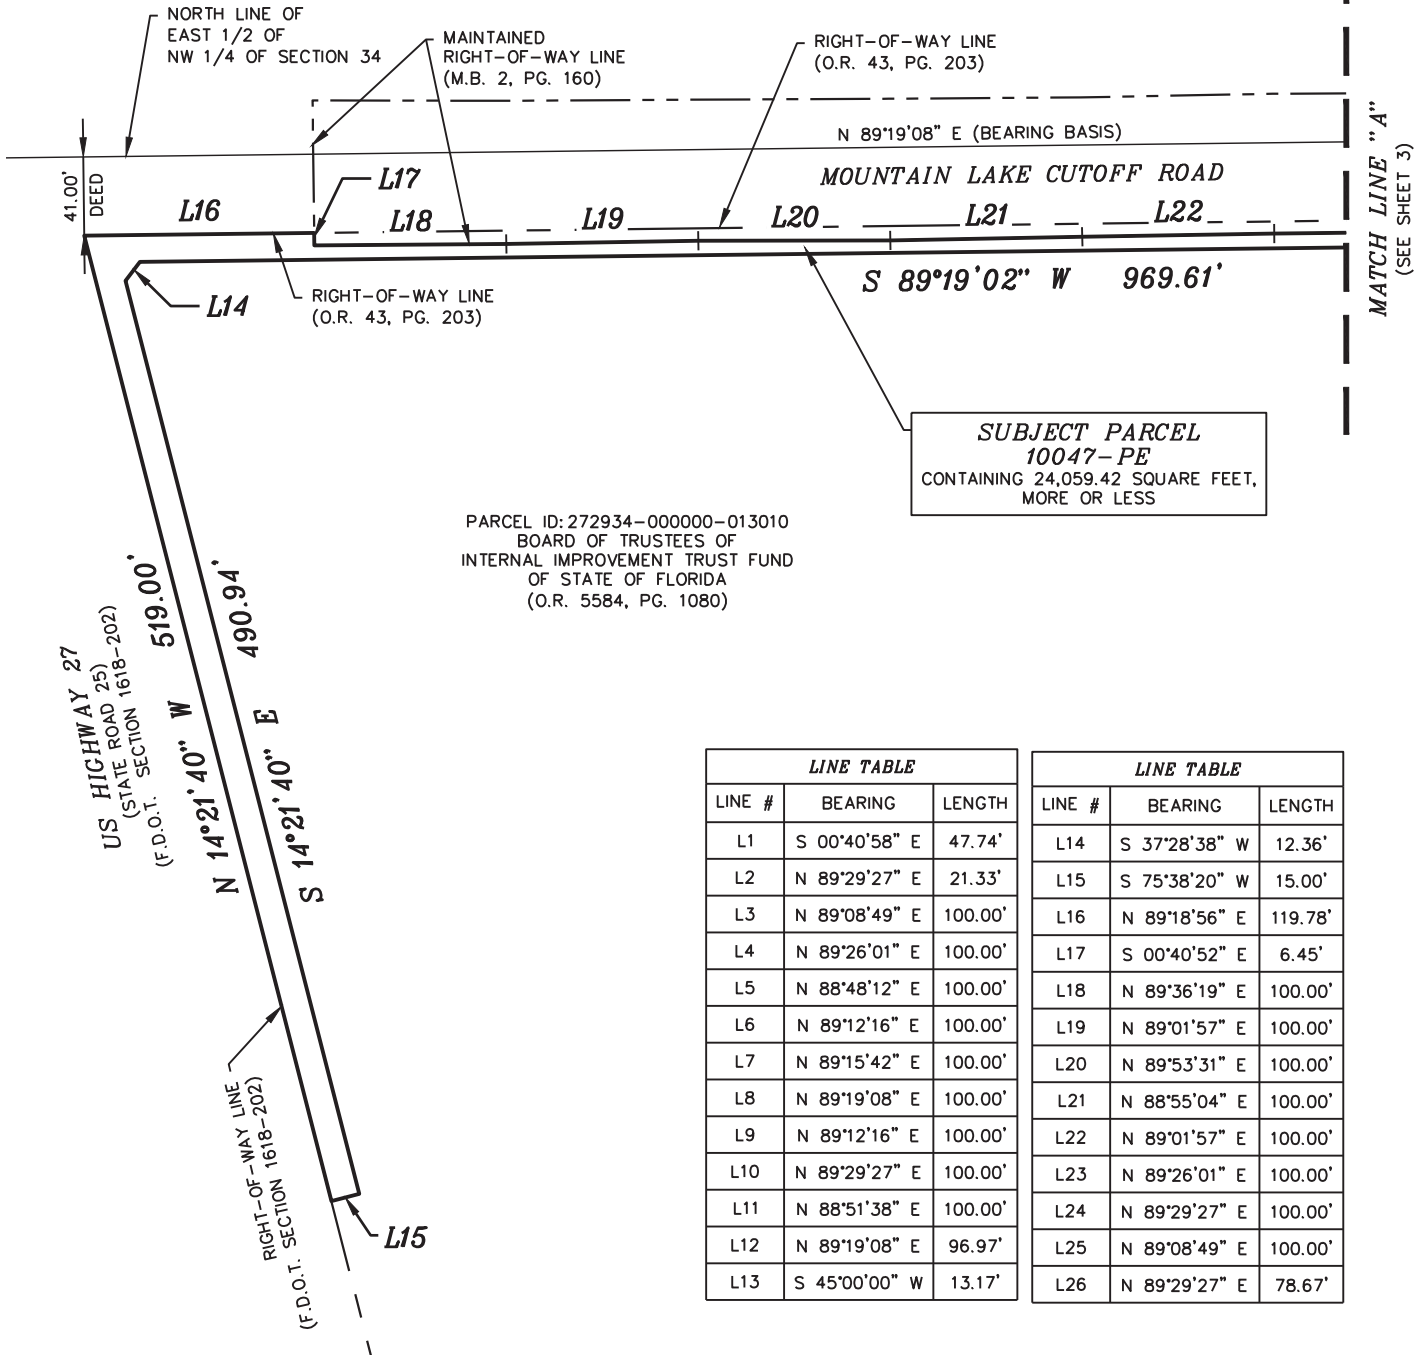 NORTH LINE OF
EAST 1/2 OF
NW 1/4 OF SECTION 34
MAINTAINED
RIGHT-OF-WAY LINE
(M.B. 2, PG. 160)
RIGHT-OF-WAY LINE
(O.R. 43, PG. 203)
N 89°19'08" E (BEARING BASIS)
MOUNTAIN LAKE CUTOFF ROAD
MATCH LINE "A"
(SEE SHEET 3)
41.00'
DEED
L16
L17
L18
L19
L20
L21
L22
S 89°19'02" W 969.61'
L14
RIGHT-OF-WAY LINE
(O.R. 43, PG. 203)
SUBJECT PARCEL
10047-PE
CONTAINING 24,059.42 SQUARE FEET,
MORE OR LESS
PARCEL ID: 272934-000000-013010
BOARD OF TRUSTEES OF
INTERNAL IMPROVEMENT TRUST FUND
OF STATE OF FLORIDA
(O.R. 5584, PG. 1080)
US HIGHWAY 27
(STATE ROAD 25)
(F.D.O.T. SECTION 1618-202)
N 14°21'40" W 519.00'
S 14°21'40" E 490.94'
RIGHT-OF-WAY LINE
(F.D.O.T. SECTION 1618-202)
L15
LINE TABLE
LINE # BEARING LENGTH
L1 S 00°40'58" E 47.74'
L2 N 89°29'27" E 21.33'
L3 N 89°08'49" E 100.00'
L4 N 89°26'01" E 100.00'
L5 N 88°48'12" E 100.00'
L6 N 89°12'16" E 100.00'
L7 N 89°15'42" E 100.00'
L8 N 89°19'08" E 100.00'
L9 N 89°12'16" E 100.00'
L10 N 89°29'27" E 100.00'
L11 N 88°51'38" E 100.00'
L12 N 89°19'08" E 96.97'
L13 S 45°00'00" W 13.17'
LINE TABLE
LINE # BEARING LENGTH
L14 S 37°28'38" W 12.36'
L15 S 75°38'20" W 15.00'
L16 N 89°18'56" E 119.78'
L17 S 00°40'52" E 6.45'
L18 N 89°36'19" E 100.00'
L19 N 89°01'57" E 100.00'
L20 N 89°53'31" E 100.00'
L21 N 88°55'04" E 100.00'
L22 N 89°01'57" E 100.00'
L23 N 89°26'01" E 100.00'
L24 N 89°29'27" E 100.00'
L25 N 89°08'49" E 100.00'
L26 N 89°29'27" E 78.67'